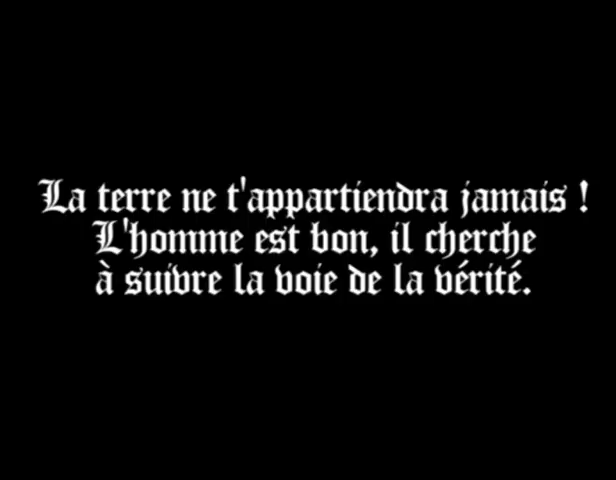 La terre ne t'appartiendra jamais !
L'homme est bon, il cherche
à suivre la voie de la vérité.